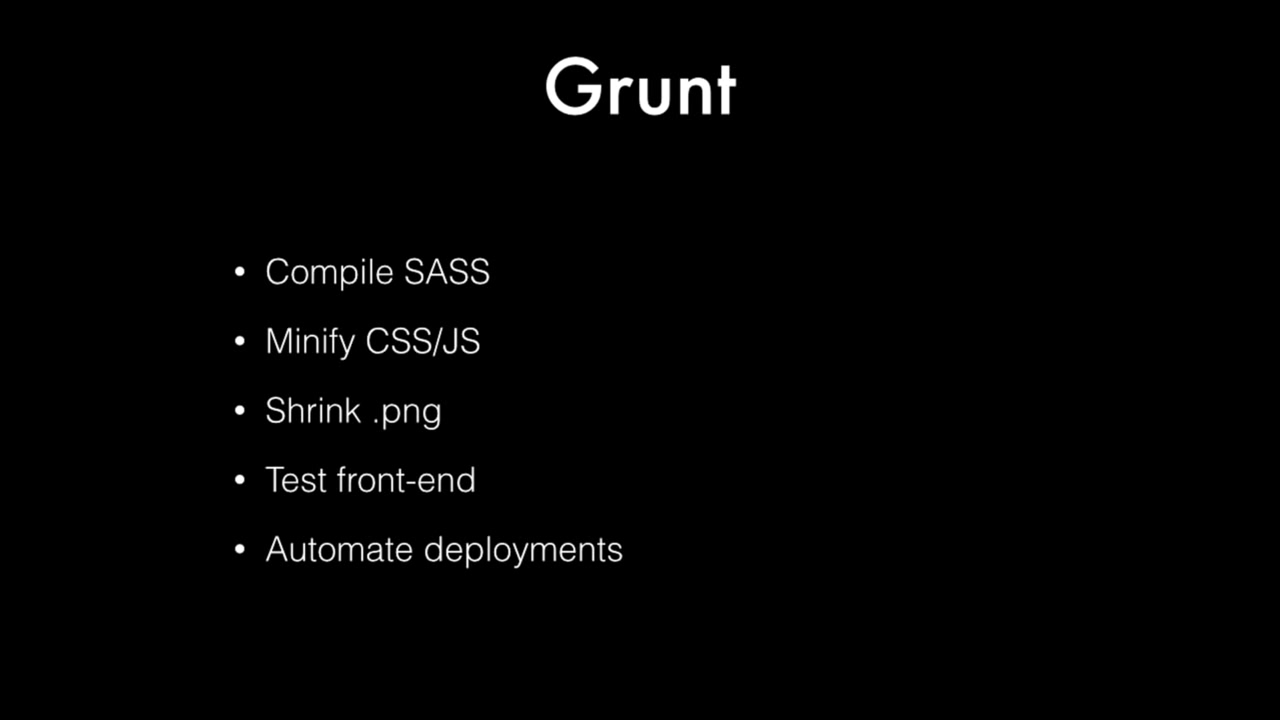 Grunt
• Compile SASS
• Minify CSS/JS
• Shrink .png
• Test front-end
• Automate deployments